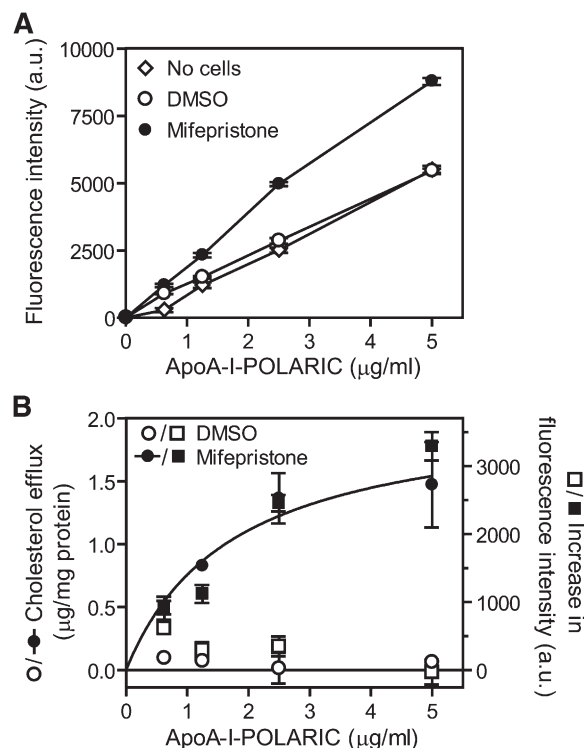 A
Fluorescence intensity (a.u.)
10000
7500
5000
2500
0
No cells
DMSO
Mifepristone
0 1 2 3 4 5
ApoA-I-POLARIC (μg/ml)
B
Cholesterol efflux
(μg/mg protein)
2.0
1.5
1.0
0.5
0.0
/ DMSO
/ Mifepristone
3000
2000
1000
0
/ Increase in
fluorescence intensity (a.u.)
0 1 2 3 4 5
ApoA-I-POLARIC (μg/ml)